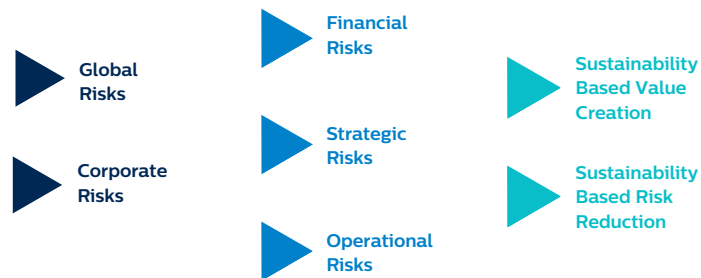 Global
Risks
Corporate
Risks
Financial
Risks
Strategic
Risks
Operational
Risks
Sustainability
Based Value
Creation
Sustainability
Based Risk
Reduction